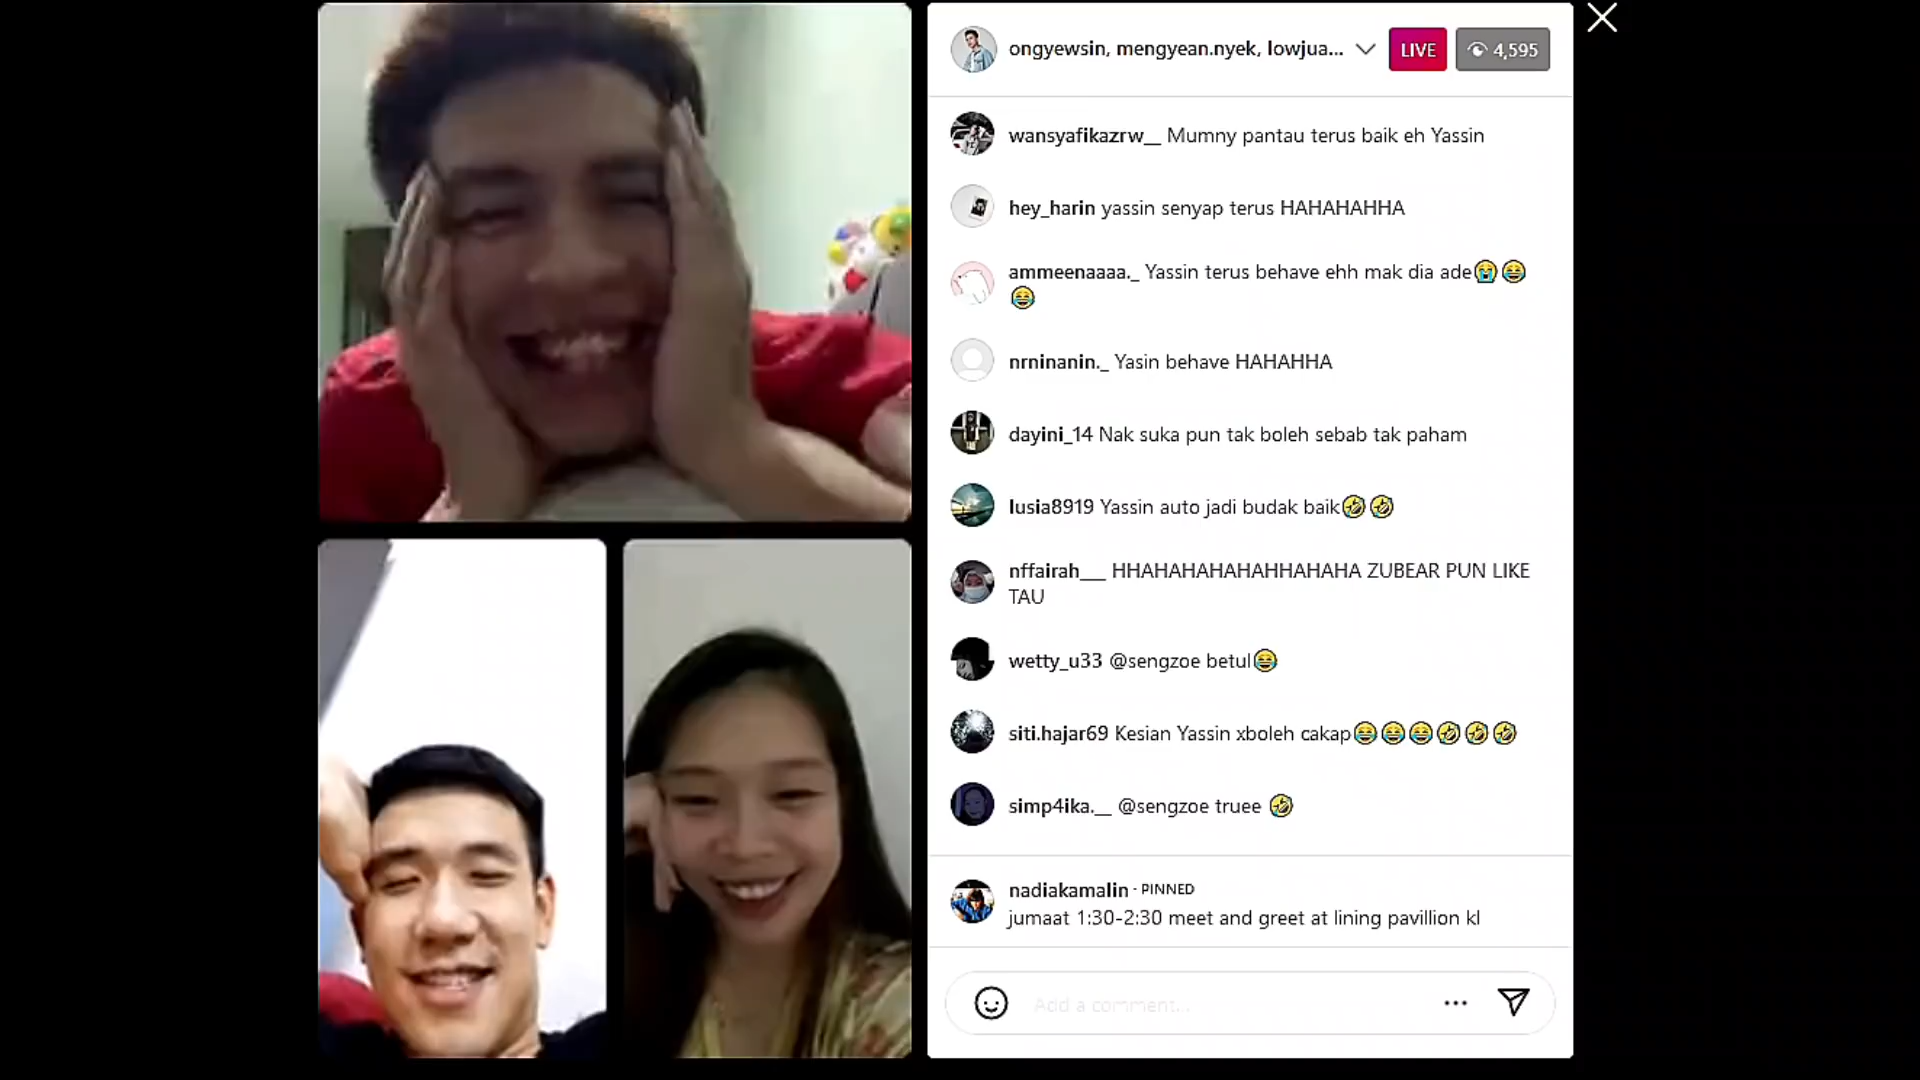 ongyewsin, mengyean.nyek, lowjua...
LIVE
4,595
wansyafikazrw__ Mumny pantau terus baik eh Yassin
hey_harin yassin senyap terus HAHAHAHHA
ammeenaaaa._ Yassin terus behave ehh mak dia ade😭😂
😂
nrninanin._ Yasin behave HAHAHHA
dayini_14 Nak suka pun tak boleh sebab tak paham
lusia8919 Yassin auto jadi budak baik🤣🤣
nffairah___ HHAHAHAHAHAHHAHAHA ZUBEAR PUN LIKE
TAU
wetty_u33 @sengzoe betul😂
siti.hajar69 Kesian Yassin xboleh cakap😂😂😂🤣🤣🤣
simp4ika.__ @sengzoe truee 🤣
nadiakamalin · PINNED
jumaat 1:30-2:30 meet and greet at lining pavillion kl
Add a comment...